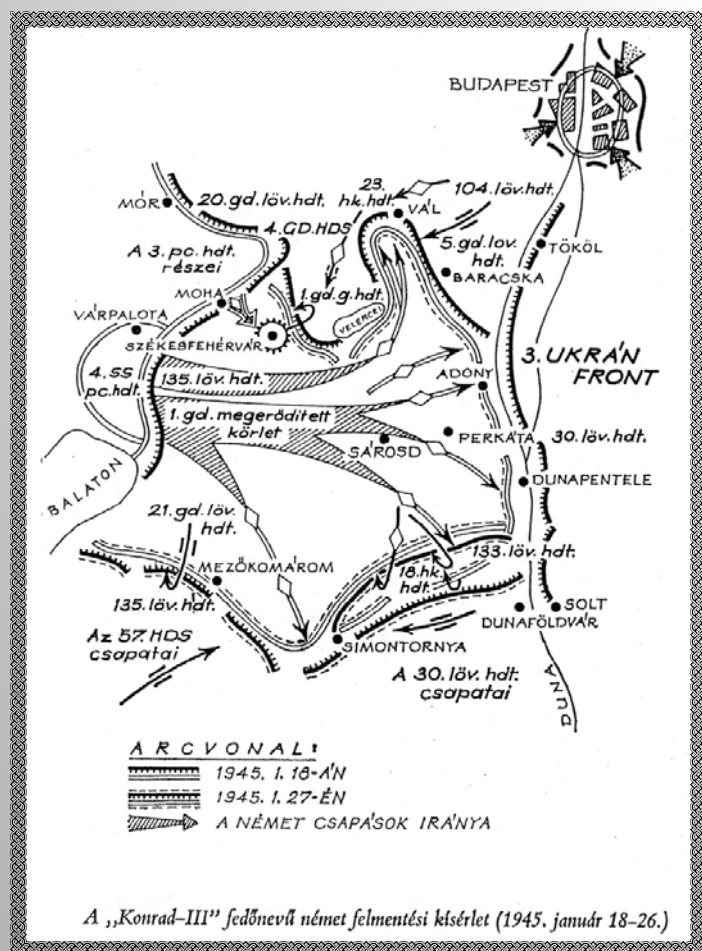 BUDAPEST
MÓR
20.gd.löv.hdt.
23.
hk.hdt.
104.löv.hdt.
VÁL
4.GD.HDS
A 3.pc.hdt.
részei
5.gd.lov.
hdt.
TÖKÖL
BARACSKA
MOHA
1.gd.g.hdt.
VÁRPALOTA
VELENCEI
SZÉKESFEHÉRVÁR
3.UKRÁN
FRONT
4.SS
pc.hdt.
135.löv.hdt.
ADONY
1.gd.megerődített
körlet
PERKÁTA
30.löv.hdt.
SÁROSD
BALATON
DUNAPENTELE
21.gd.löv.
hdt.
133.löv.hdt.
MEZŐKOMÁROM
18.hk.
hdt.
135.löv.hdt.
SOLT
DUNAFÖLDVÁR
Az 57.HDS
csapatai
SIMONTORNYA
A 30.löv.hdt.
csapatai
DUNA
ARCVONAL:
1945. I. 18-ÁN
1945. I. 27-ÉN
A NÉMET CSAPÁSOK IRÁNYA
A „Konrad–III” fedőnevű német felmentési kísérlet (1945. január 18–26.)